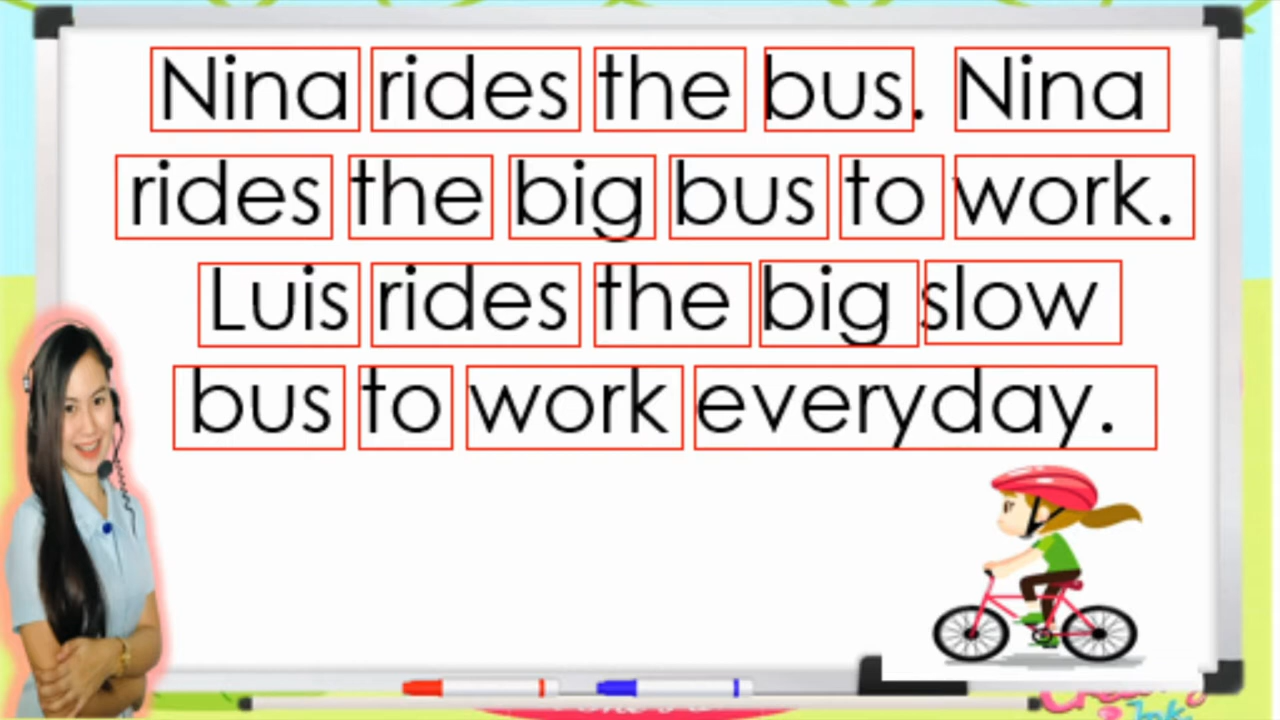 Nina rides the bus. Nina
rides the big bus to work.
Luis rides the big slow
bus to work everyday.